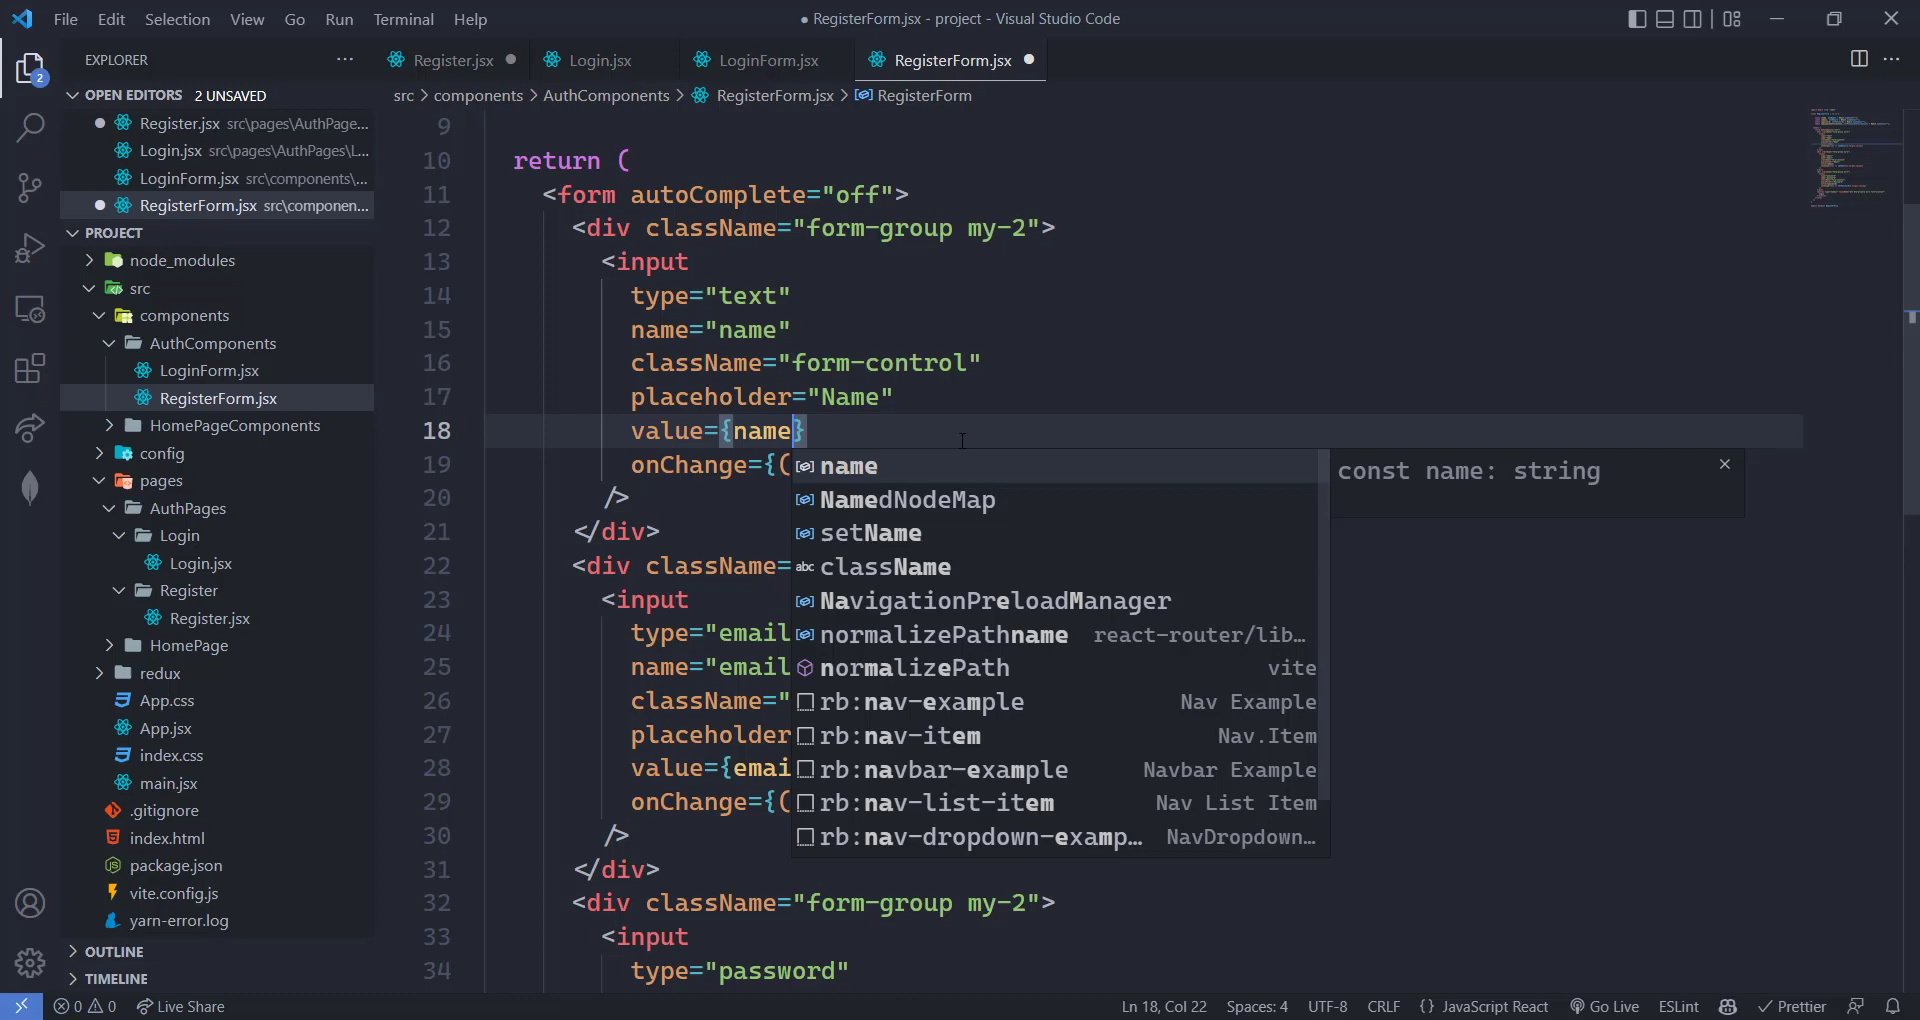 File Edit Selection View Go Run Terminal Help
● RegisterForm.jsx - project - Visual Studio Code
EXPLORER
Register.jsx
Login.jsx
LoginForm.jsx
RegisterForm.jsx
2
OPEN EDITORS 2 UNSAVED
Register.jsx src\pages\AuthPage...
Login.jsx src\pages\AuthPages\L...
LoginForm.jsx src\components\...
RegisterForm.jsx src\componen...
PROJECT
node_modules
src
components
AuthComponents
LoginForm.jsx
RegisterForm.jsx
HomePageComponents
config
pages
AuthPages
Login
Login.jsx
Register
Register.jsx
HomePage
redux
App.css
App.jsx
index.css
main.jsx
.gitignore
index.html
package.json
vite.config.js
yarn-error.log
OUTLINE
TIMELINE
src > components > AuthComponents > RegisterForm.jsx > RegisterForm
9
10 return (
11 <form autoComplete="off">
12 <div className="form-group my-2">
13 <input
14 type="text"
15 name="name"
16 className="form-control"
17 placeholder="Name"
18 value={name}
19 onChange={(
20 />
21 </div>
22 <div className=
23 <input
24 type="email
25 name="email
26 className="
27 placeholder
28 value={emai
29 onChange={(
30 />
31 </div>
32 <div className="form-group my-2">
33 <input
34 type="password"
name
NamedNodeMap
setName
abc className
NavigationPreloadManager
normalizePathname react-router/lib...
normalizePath vite
rb:nav-example Nav Example
rb:nav-item Nav.Item
rb:navbar-example Navbar Example
rb:nav-list-item Nav List Item
rb:nav-dropdown-examp... NavDropdown...
const name: string
0 0 Live Share
Ln 18, Col 22 Spaces: 4 UTF-8 CRLF {} JavaScript React Go Live ESLint Prettier